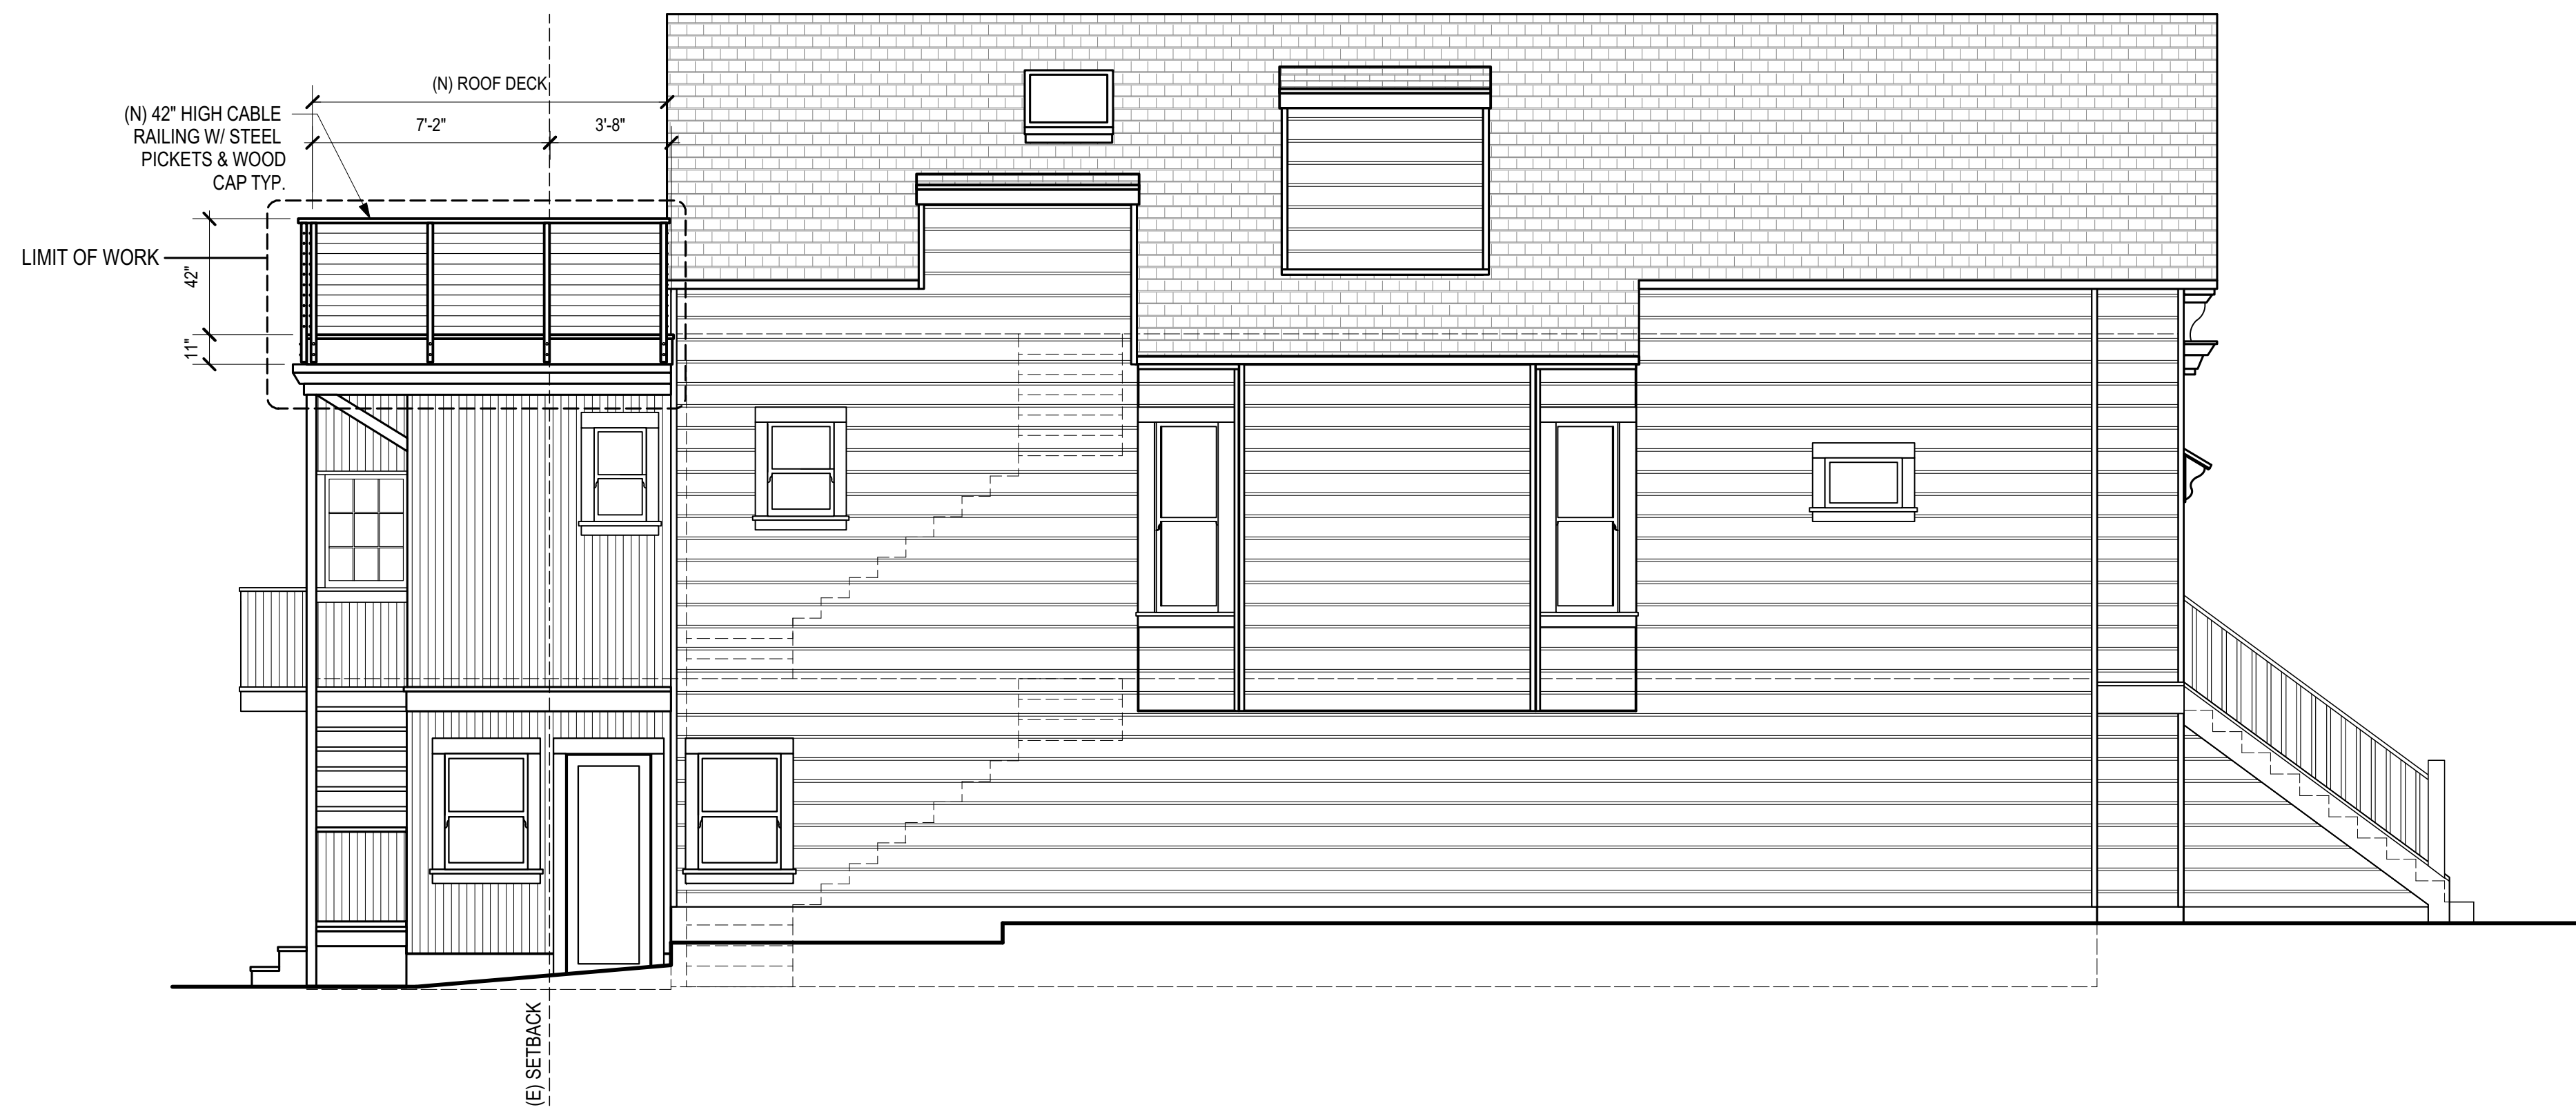 (N) ROOF DECK
(N) 42" HIGH CABLE
RAILING W/ STEEL
PICKETS & WOOD
CAP TYP.
7'-2"
3'-8"
LIMIT OF WORK
42"
11"
(E) SETBACK